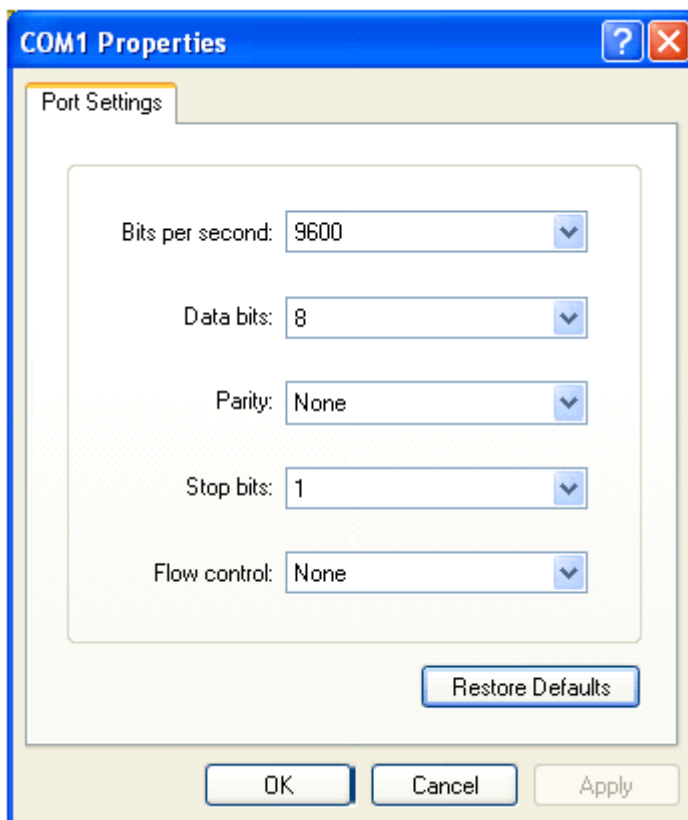 COM1 Properties
?
Port Settings
Bits per second: 9600
Data bits: 8
Parity: None
Stop bits: 1
Flow control: None
Restore Defaults
OK Cancel Apply